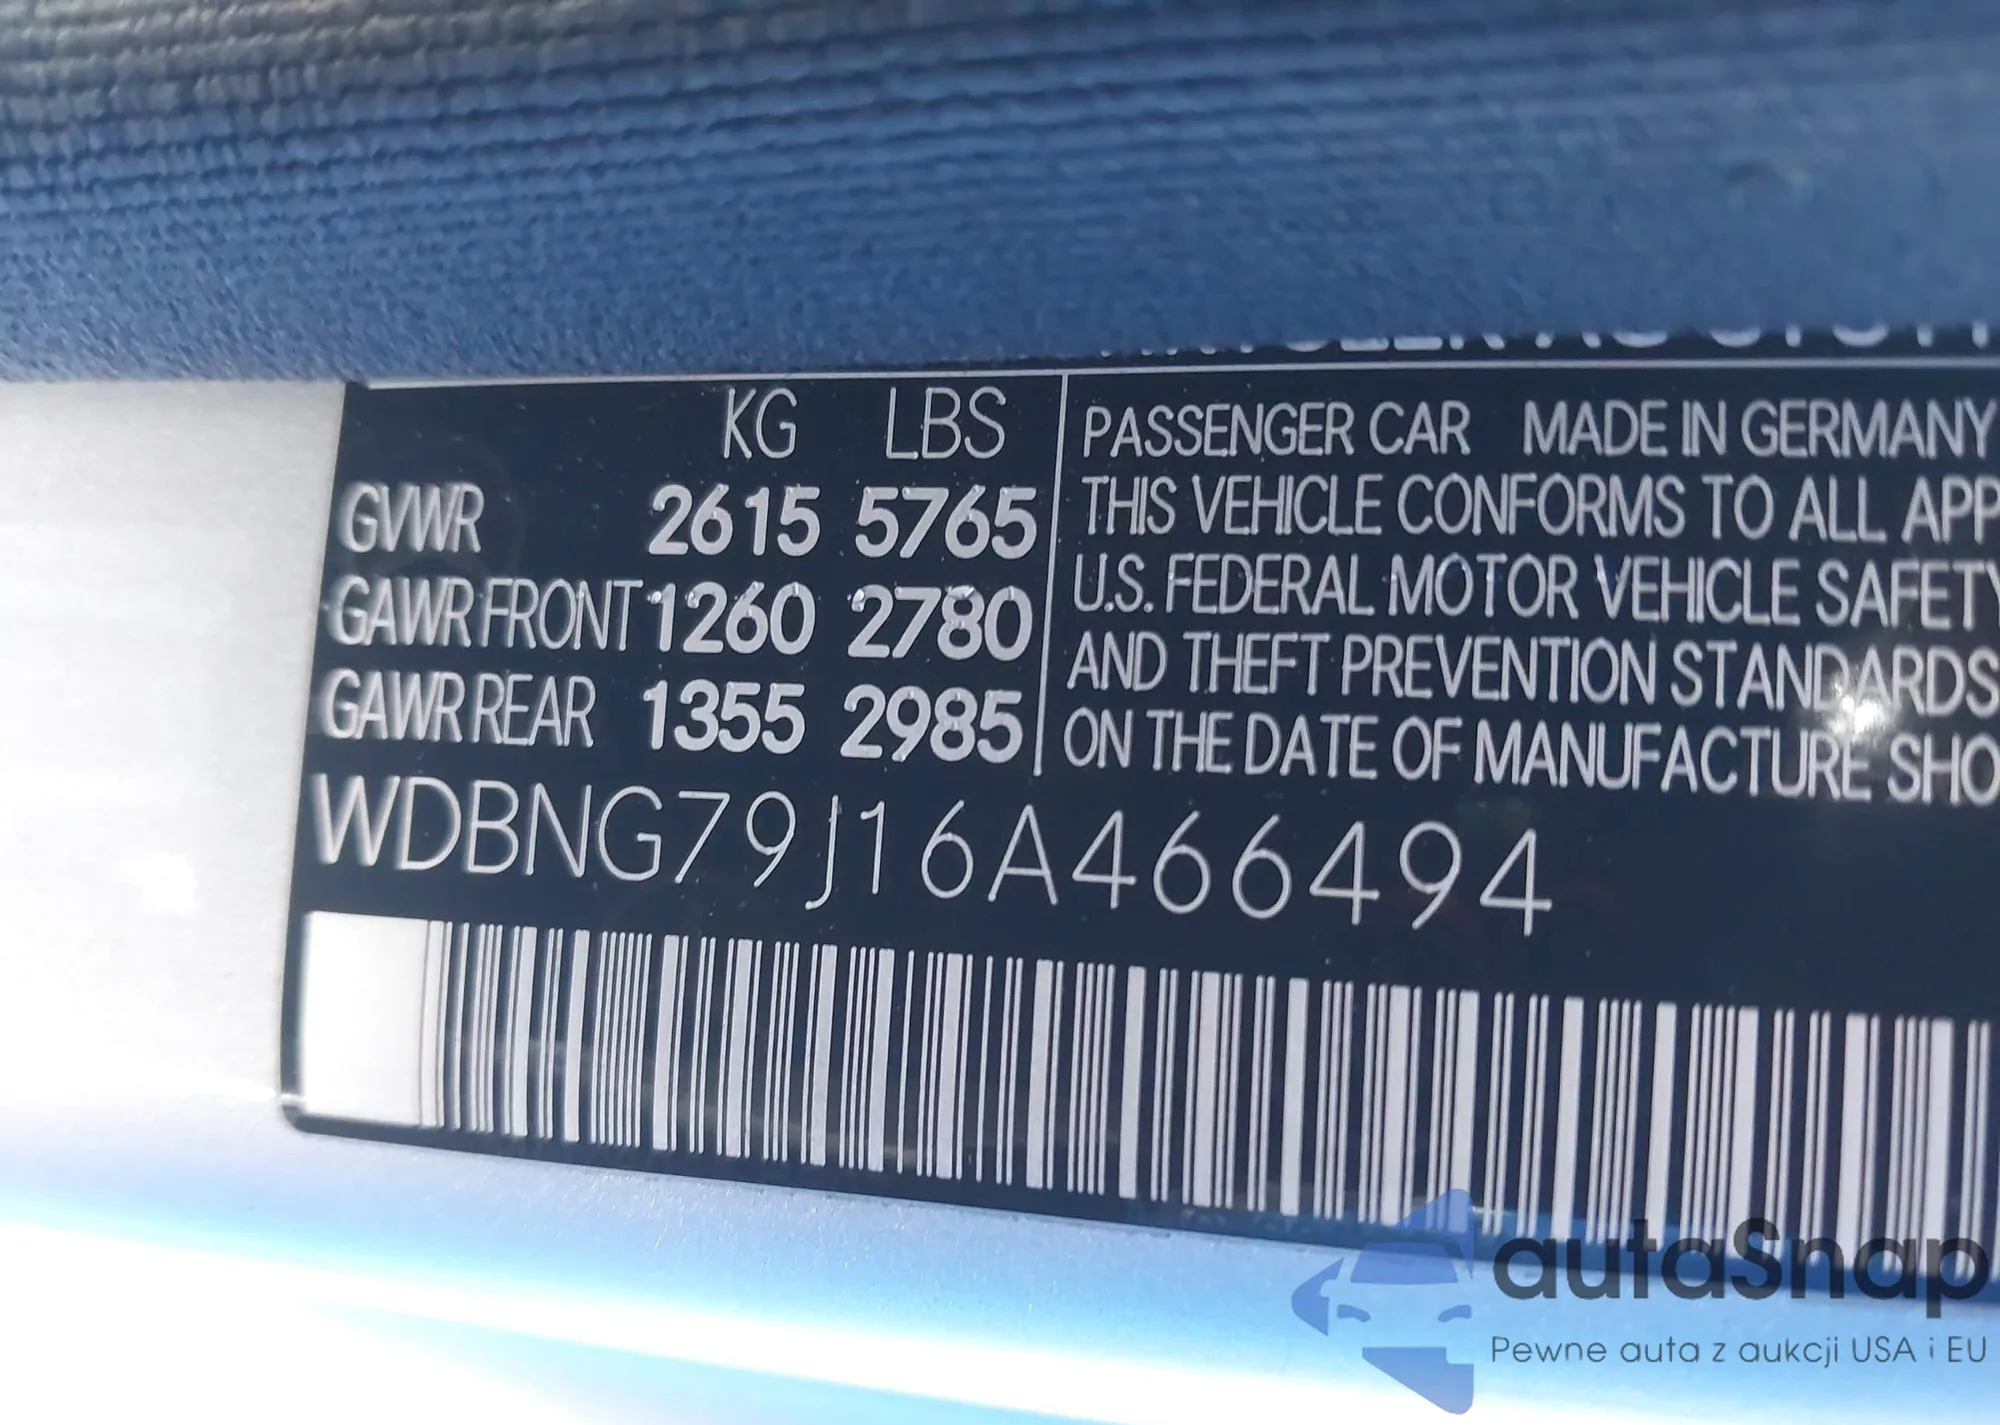 KG LBS
GVWR 2615 5765
GAWR FRONT 1260 2780
GAWR REAR 1355 2985
PASSENGER CAR MADE IN GERMANY
THIS VEHICLE CONFORMS TO ALL APP
U.S. FEDERAL MOTOR VEHICLE SAFETY
AND THEFT PREVENTION STANDARDS
ON THE DATE OF MANUFACTURE SHO
WDBNG79J16A466494
autaSnap
Pewne auta z aukcji USA i EU